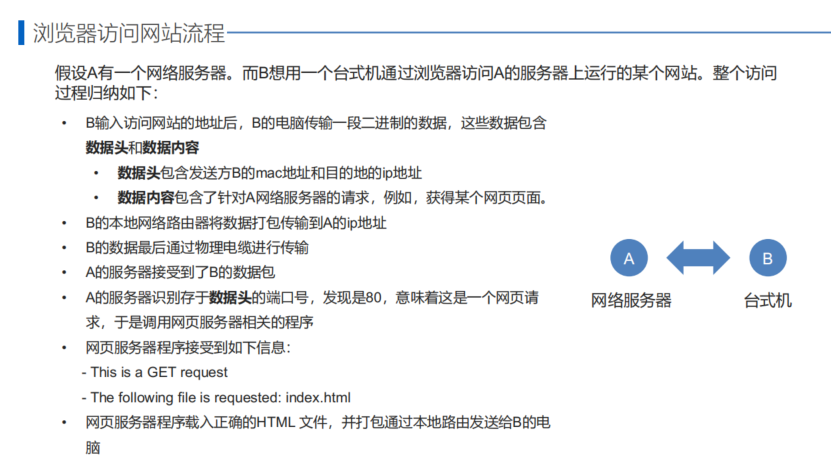 浏览器访问网站流程
假设A有一个网络服务器。而B想用一个台式机通过浏览器访问A的服务器上运行的某个网站。整个访问
过程归纳如下：
• B输入访问网站的地址后，B的电脑传输一段二进制的数据，这些数据包含
数据头和数据内容
• 数据头包含发送方B的mac地址和目的地的ip地址
• 数据内容包含了针对A网络服务器的请求，例如，获得某个网页页面。
• B的本地网络路由器将数据打包传输到A的ip地址
• B的数据最后通过物理电缆进行传输
• A的服务器接受到了B的数据包
• A的服务器识别存于数据头的端口号，发现是80，意味着这是一个网页请
求，于是调用网页服务器相关的程序
• 网页服务器程序接受到如下信息：
- This is a GET request
- The following file is requested: index.html
• 网页服务器程序载入正确的HTML 文件，并打包通过本地路由发送给B的电
脑
A
B
网络服务器
台式机